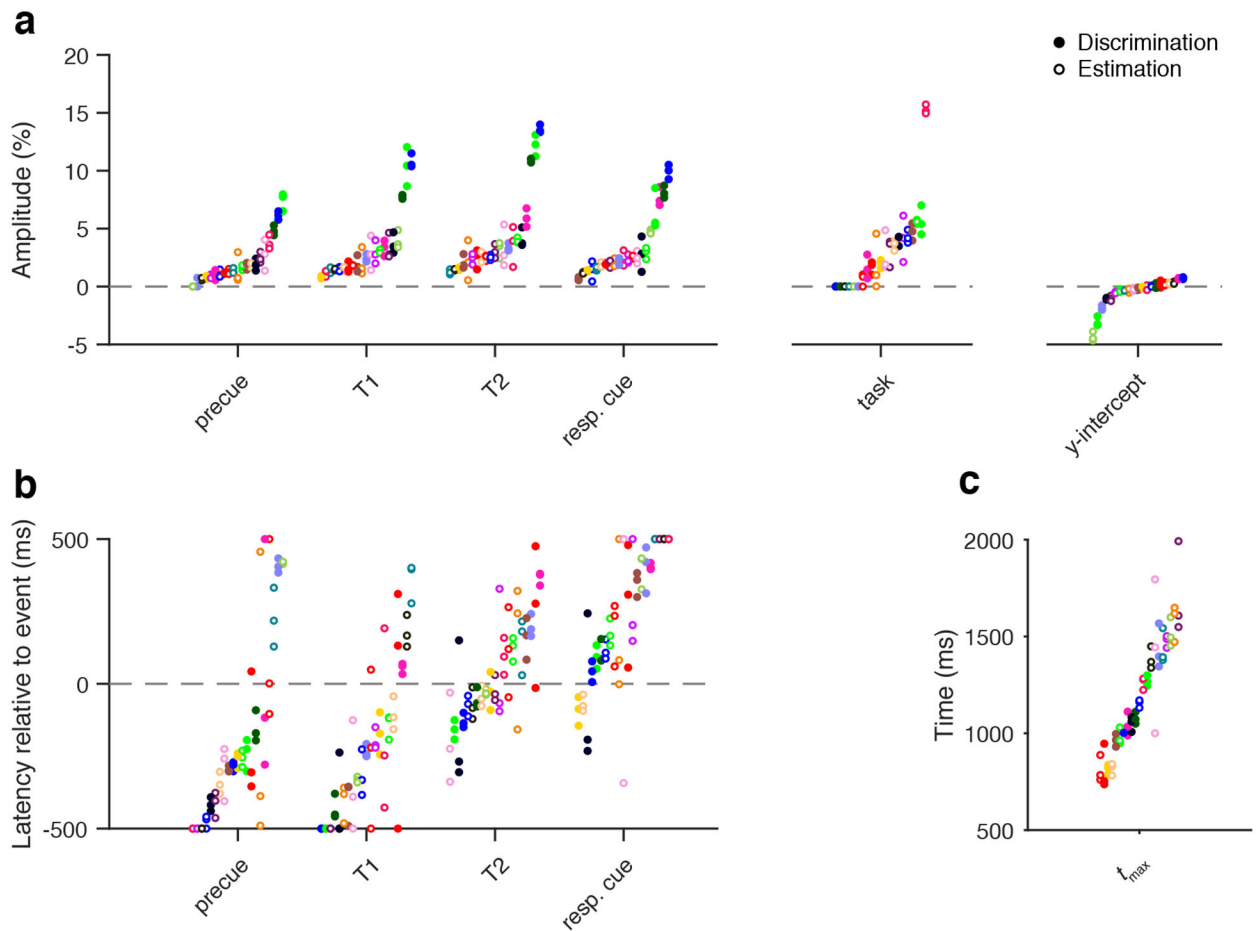 a
Discrimination
Estimation
Amplitude (%)
20
15
10
5
0
-5
precue
T1
T2
resp. cue
task
y-intercept
b
Latency relative to event (ms)
500
0
-500
precue
T1
T2
resp. cue
c
Time (ms)
2000
1500
1000
500
tmax